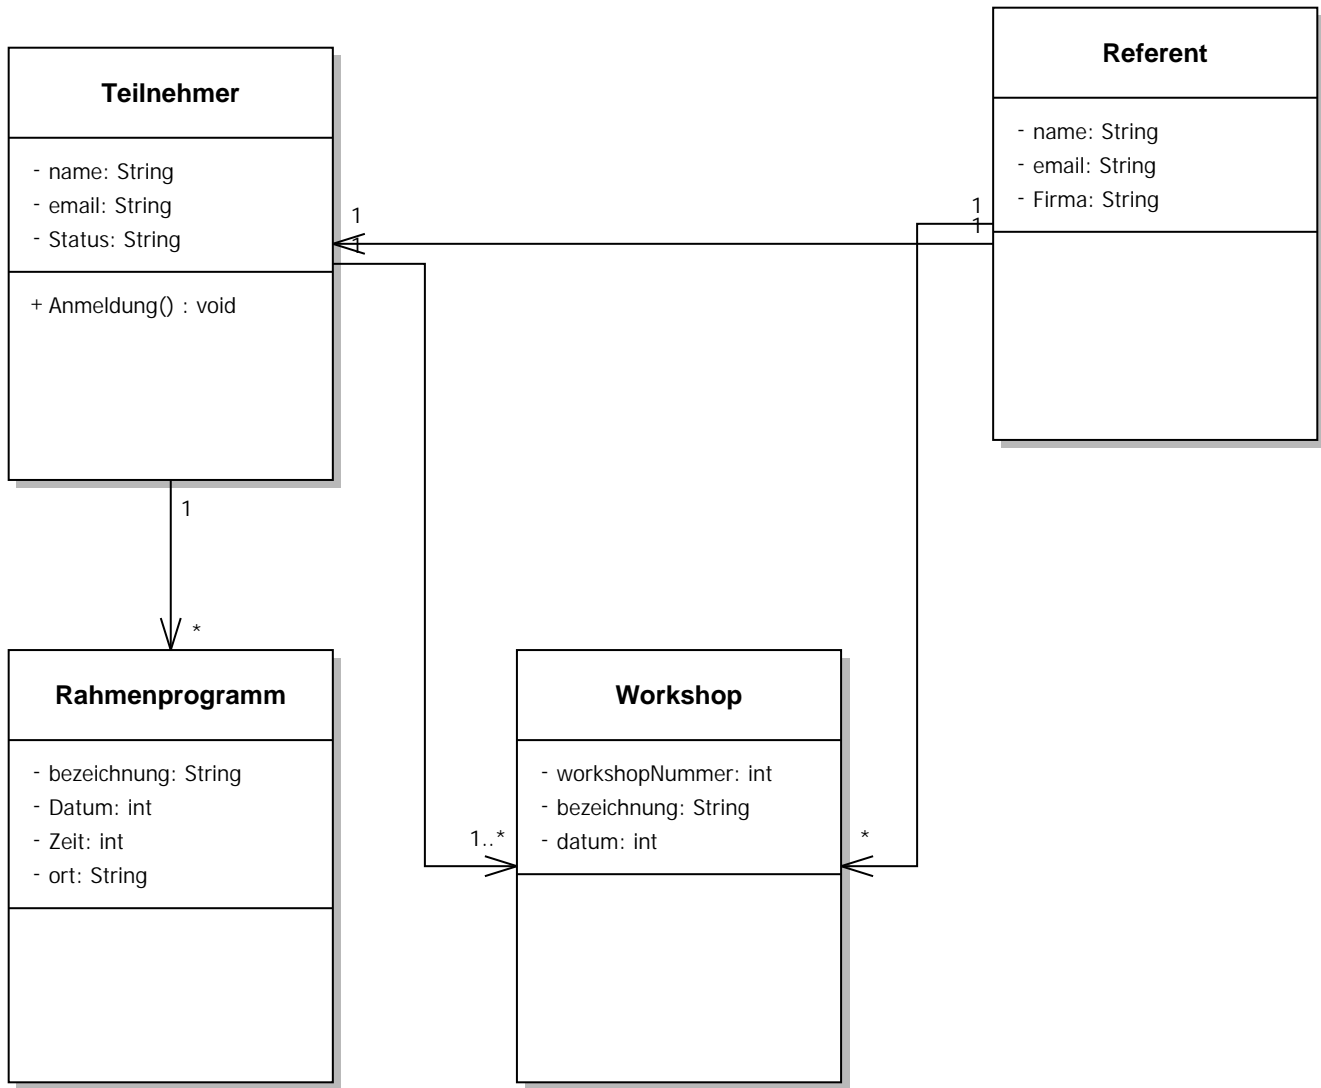 Teilnehmer
- name: String
- email: String
- Status: String
+ Anmeldung() : void
Referent
- name: String
- email: String
- Firma: String
1
1
1
1
1
*
Rahmenprogramm
- bezeichnung: String
- Datum: int
- Zeit: int
- ort: String
Workshop
- workshopNummer: int
- bezeichnung: String
- datum: int
1..*
*